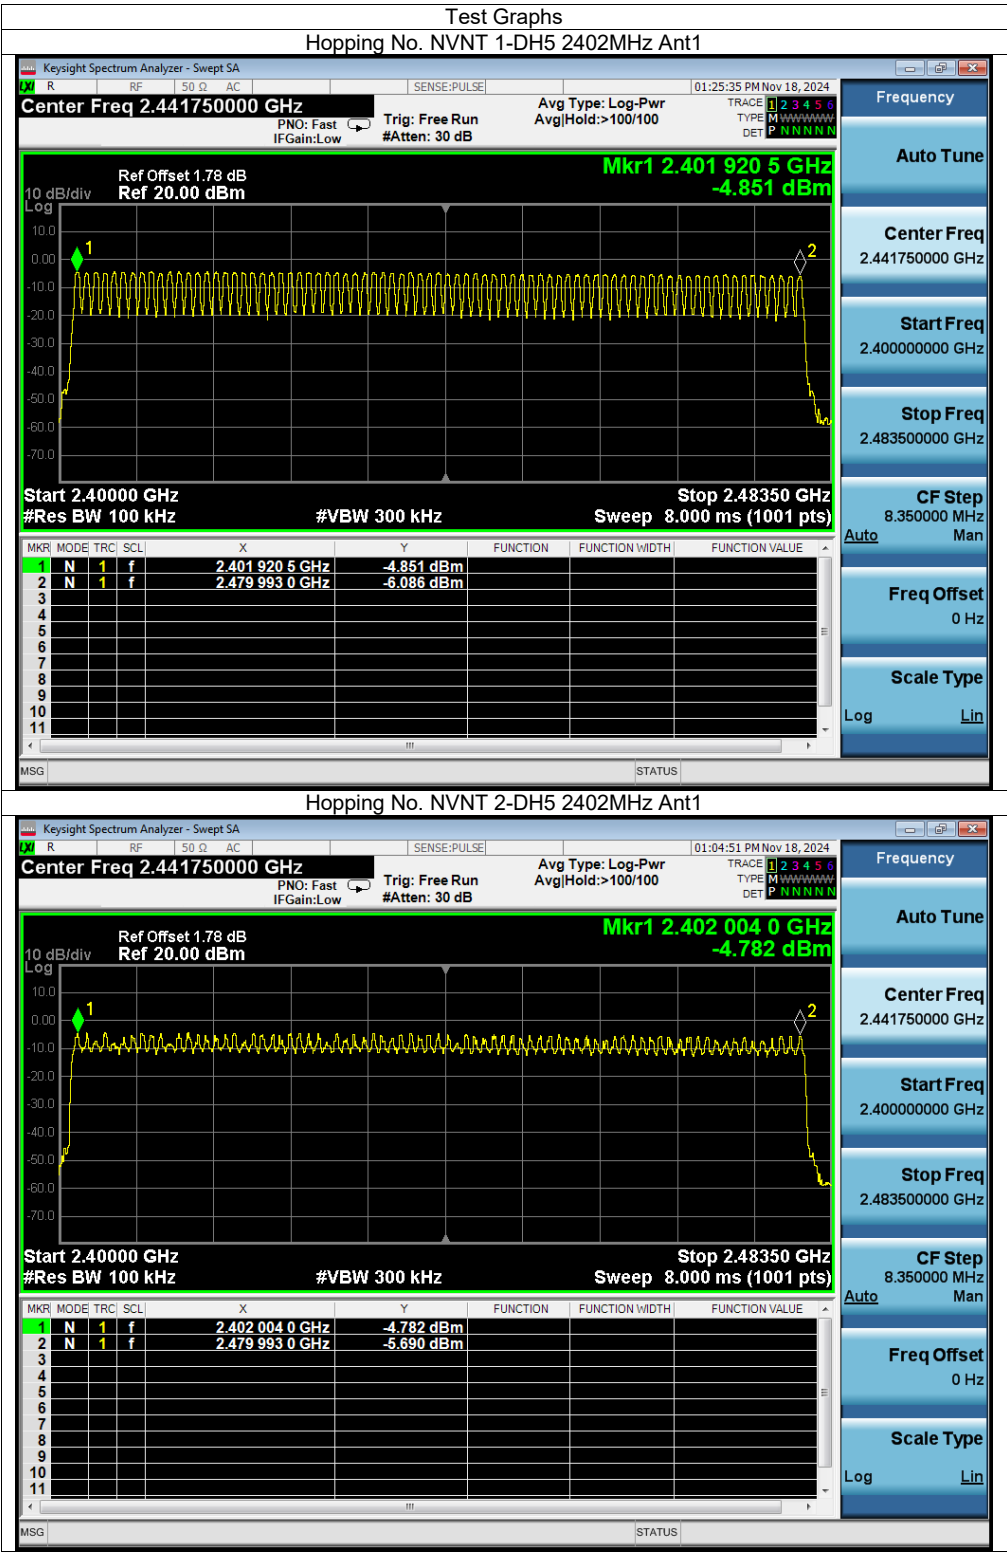 Test Graphs
Hopping No. NVNT 1-DH5 2402MHz Ant1
Keysight Spectrum Analyzer - Swept SA
LXI R RF 50 Ω AC SENSE:PULSE 01:25:35 PM Nov 18, 2024
Center Freq 2.441750000 GHz Avg Type: Log-Pwr TRACE 1 2 3 4 5 6
PNO: Fast Trig: Free Run Avg|Hold:>100/100 TYPE M WWWWW
IFGain:Low #Atten: 30 dB DET P N N N N N
Frequency
Auto Tune
Mkr1 2.401 920 5 GHz
-4.851 dBm
Ref Offset 1.78 dB
10 dB/div Ref 20.00 dBm
Log
10.0
0.00
-10.0
-20.0
-30.0
-40.0
-50.0
-60.0
-70.0
1
2
Center Freq
2.441750000 GHz
Start Freq
2.400000000 GHz
Stop Freq
2.483500000 GHz
Start 2.40000 GHz Stop 2.48350 GHz
#Res BW 100 kHz #VBW 300 kHz Sweep 8.000 ms (1001 pts)
CF Step
8.350000 MHz
Auto Man
MKR MODE TRC SCL X Y FUNCTION FUNCTION WIDTH FUNCTION VALUE
1 N 1 f 2.401 920 5 GHz -4.851 dBm
2 N 1 f 2.479 993 0 GHz -6.086 dBm
3
4
5
6
7
8
9
10
11
Freq Offset
0 Hz
Scale Type
Log Lin
MSG STATUS
Hopping No. NVNT 2-DH5 2402MHz Ant1
Keysight Spectrum Analyzer - Swept SA
LXI R RF 50 Ω AC SENSE:PULSE 01:04:51 PM Nov 18, 2024
Center Freq 2.441750000 GHz Avg Type: Log-Pwr TRACE 1 2 3 4 5 6
PNO: Fast Trig: Free Run Avg|Hold:>100/100 TYPE M WWWWW
IFGain:Low #Atten: 30 dB DET P N N N N N
Frequency
Auto Tune
Mkr1 2.402 004 0 GHz
-4.782 dBm
Ref Offset 1.78 dB
10 dB/div Ref 20.00 dBm
Log
10.0
0.00
-10.0
-20.0
-30.0
-40.0
-50.0
-60.0
-70.0
1
2
Center Freq
2.441750000 GHz
Start Freq
2.400000000 GHz
Stop Freq
2.483500000 GHz
Start 2.40000 GHz Stop 2.48350 GHz
#Res BW 100 kHz #VBW 300 kHz Sweep 8.000 ms (1001 pts)
CF Step
8.350000 MHz
Auto Man
MKR MODE TRC SCL X Y FUNCTION FUNCTION WIDTH FUNCTION VALUE
1 N 1 f 2.402 004 0 GHz -4.782 dBm
2 N 1 f 2.479 993 0 GHz -5.690 dBm
3
4
5
6
7
8
9
10
11
Freq Offset
0 Hz
Scale Type
Log Lin
MSG STATUS